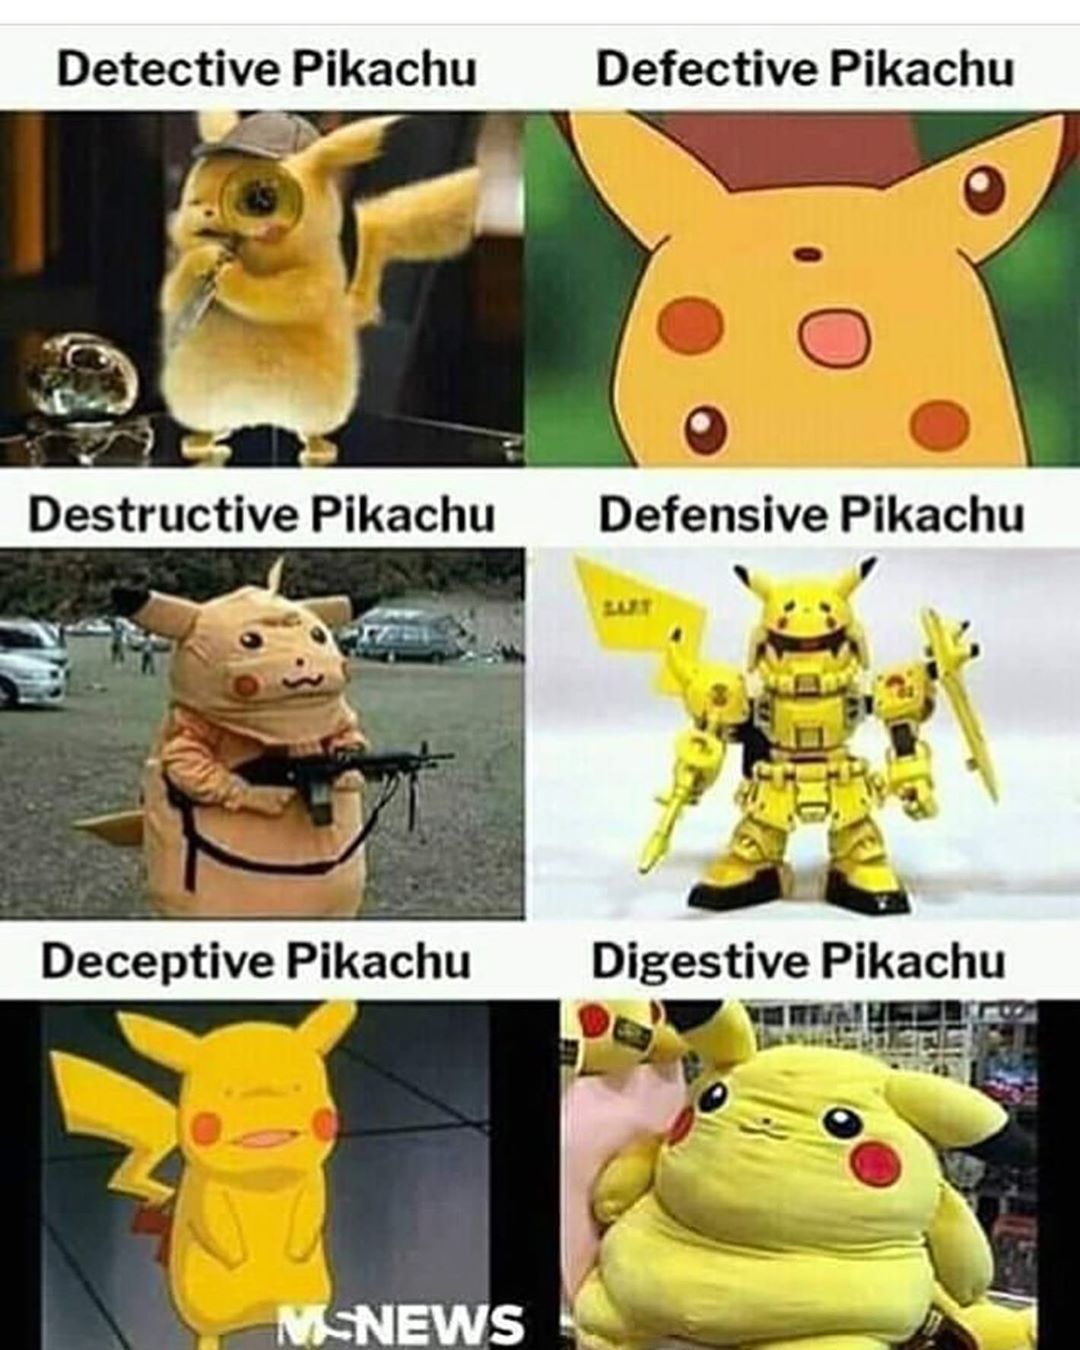 Detective Pikachu
Defective Pikachu
Destructive Pikachu
Defensive Pikachu
Deceptive Pikachu
Digestive Pikachu
NEWS